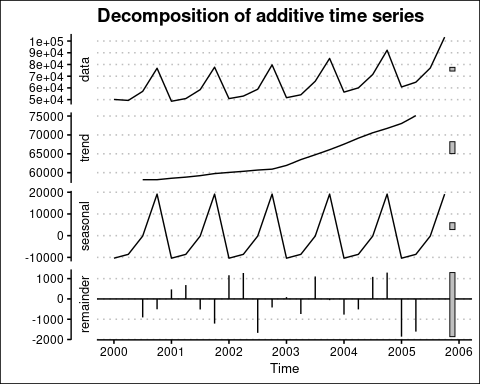 Decomposition of additive time series
1e+05
9e+04
8e+04
7e+04
6e+04
5e+04
data
75000
70000
65000
60000
trend
20000
10000
0
-10000
seasonal
1000
0
-1000
-2000
remainder
2000 2001 2002 2003 2004 2005 2006
Time